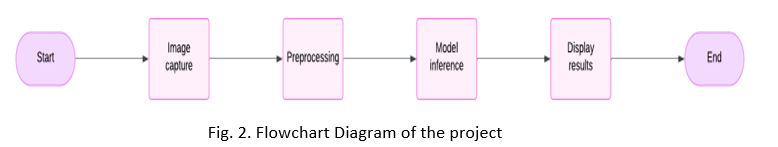 Start
Image
capture
Preprocessing
Model
inference
Display
results
End
Fig. 2. Flowchart Diagram of the project